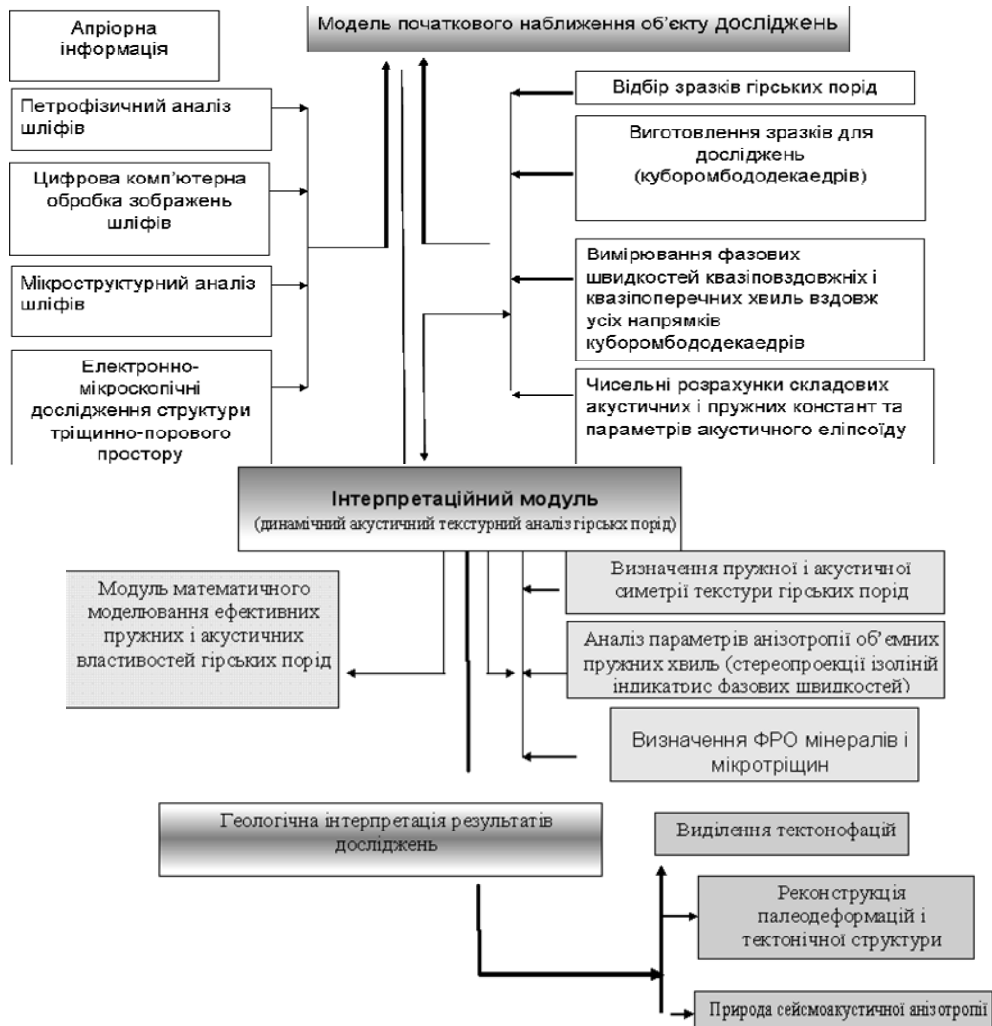 Модель початкового наближення об’єкту досліджень
Апріорна
інформація
Петрофізичний аналіз
шліфів
Цифрова комп’ютерна
обробка зображень
шліфів
Мікроструктурний аналіз
шліфів
Електронно-
мікроскопічні
дослідження структури
тріщинно-порового
простору
Відбір зразків гірських порід
Виготовлення зразків для
досліджень
(куборомбододекаедрів)
Вимірювання фазових
швидкостей квазіповздовжніх і
квазіпоперечних хвиль вздовж
усіх напрямків
куборомбододекаедрів
Чисельні розрахунки складових
акустичних і пружних констант та
параметрів акустичного еліпсоїду
Інтерпретаційний модуль
(динамічний акустичний текстурний аналіз гірськх порід)
Модуль математичного
моделювання ефективних
пружних і акустичних
властивостей гірських порід
Визначення пружної і акустичної
симетрії текстури гірських порід
Аналіз параметрів анізотропії об’ємних
пружних хвиль (стереопроекції ізоліній
індикатрис фазових швидкостей)
Визначення ФРО мінералів і
мікротріщин
Геологічна інтерпретація результатів
досліджень
Виділення тектонофацій
Реконструкція
палеодеформацій і
тектонічної структури
Природа сейсмоакустичної анізотропії